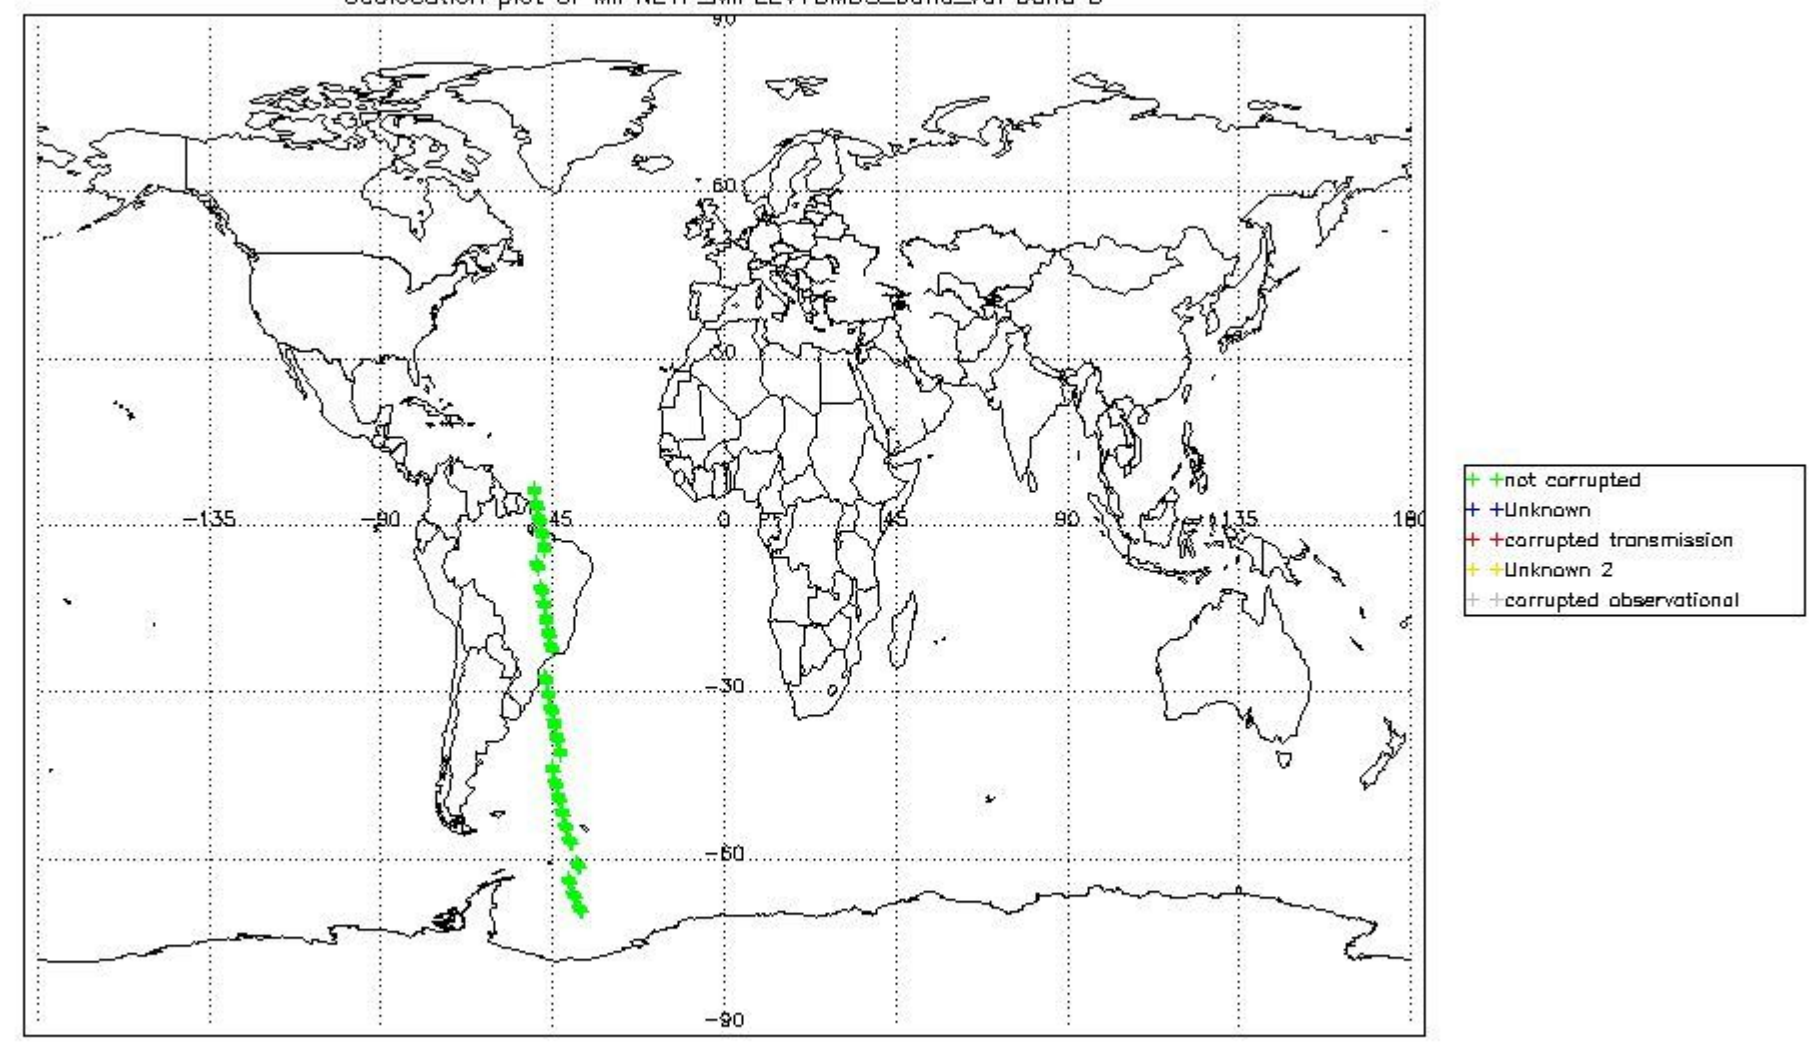 90
60
30
-135
-90
-45
0
45
90
135
180
-30
-60
-90
not corrupted
Unknown
corrupted transmission
Unknown 2
corrupted observational